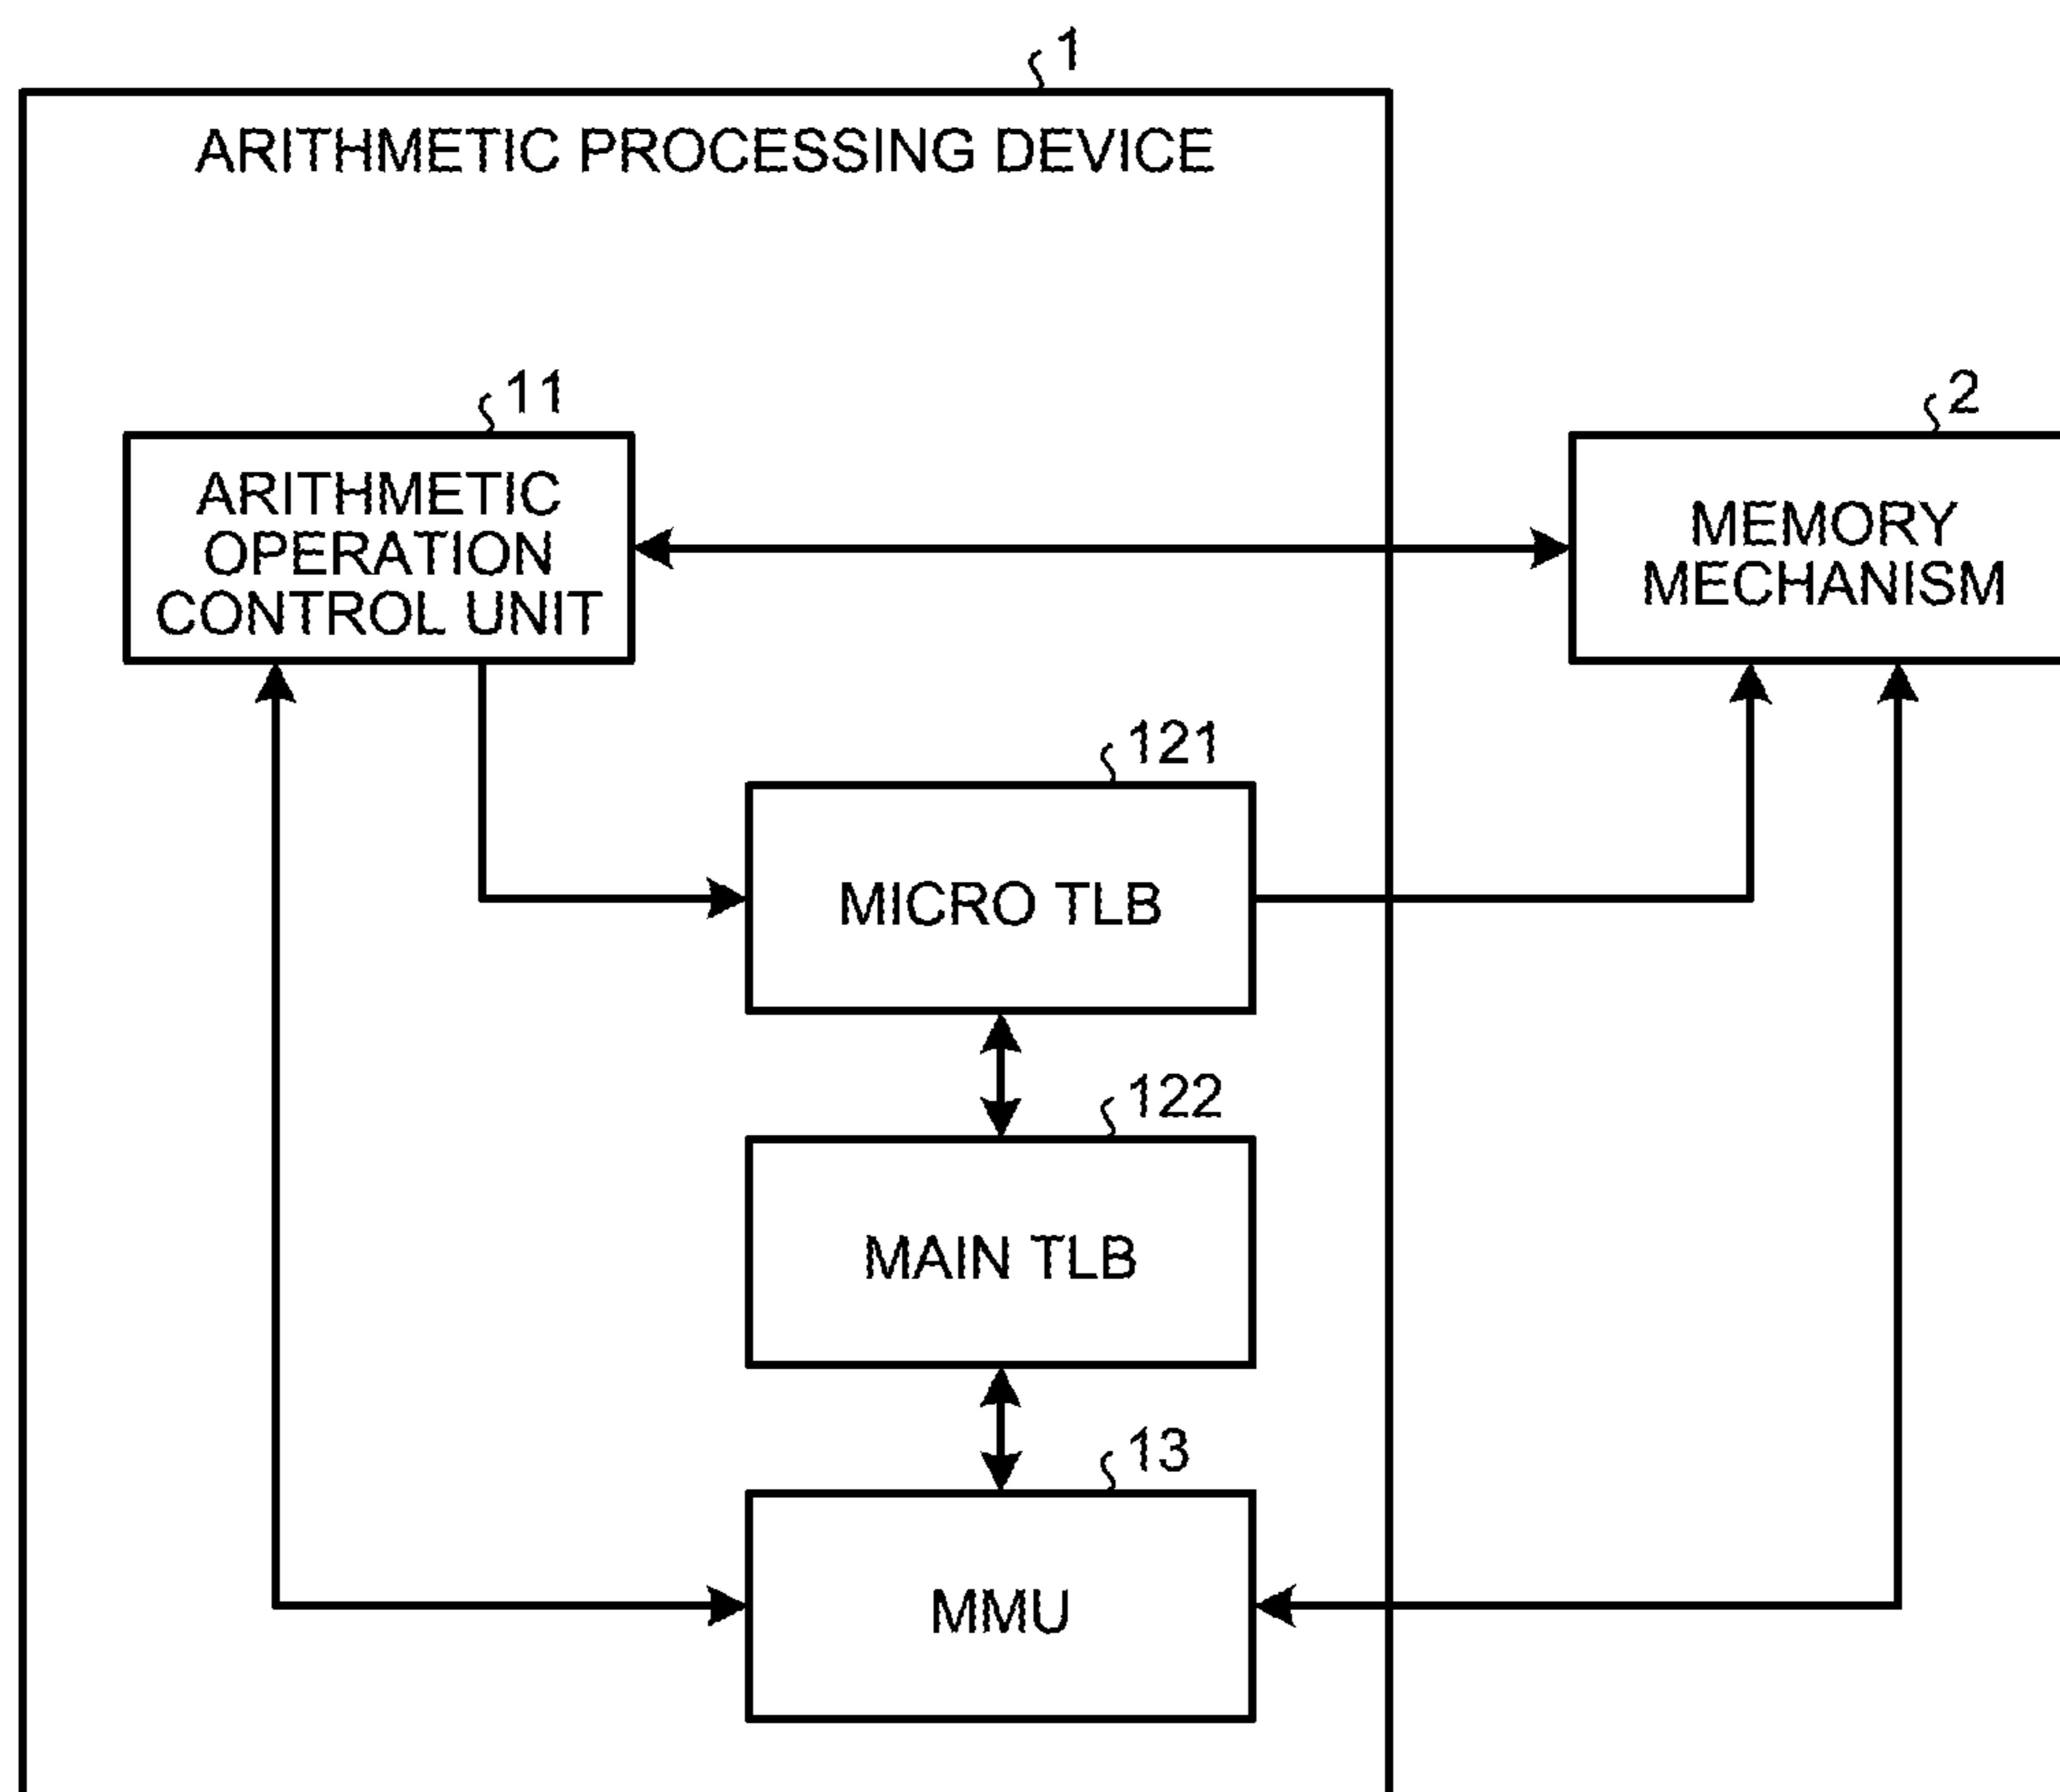 1
ARITHMETIC PROCESSING DEVICE
11
2
ARITHMETIC
OPERATION
CONTROL UNIT
MEMORY
MECHANISM
121
MICRO TLB
122
MAIN TLB
13
MMU